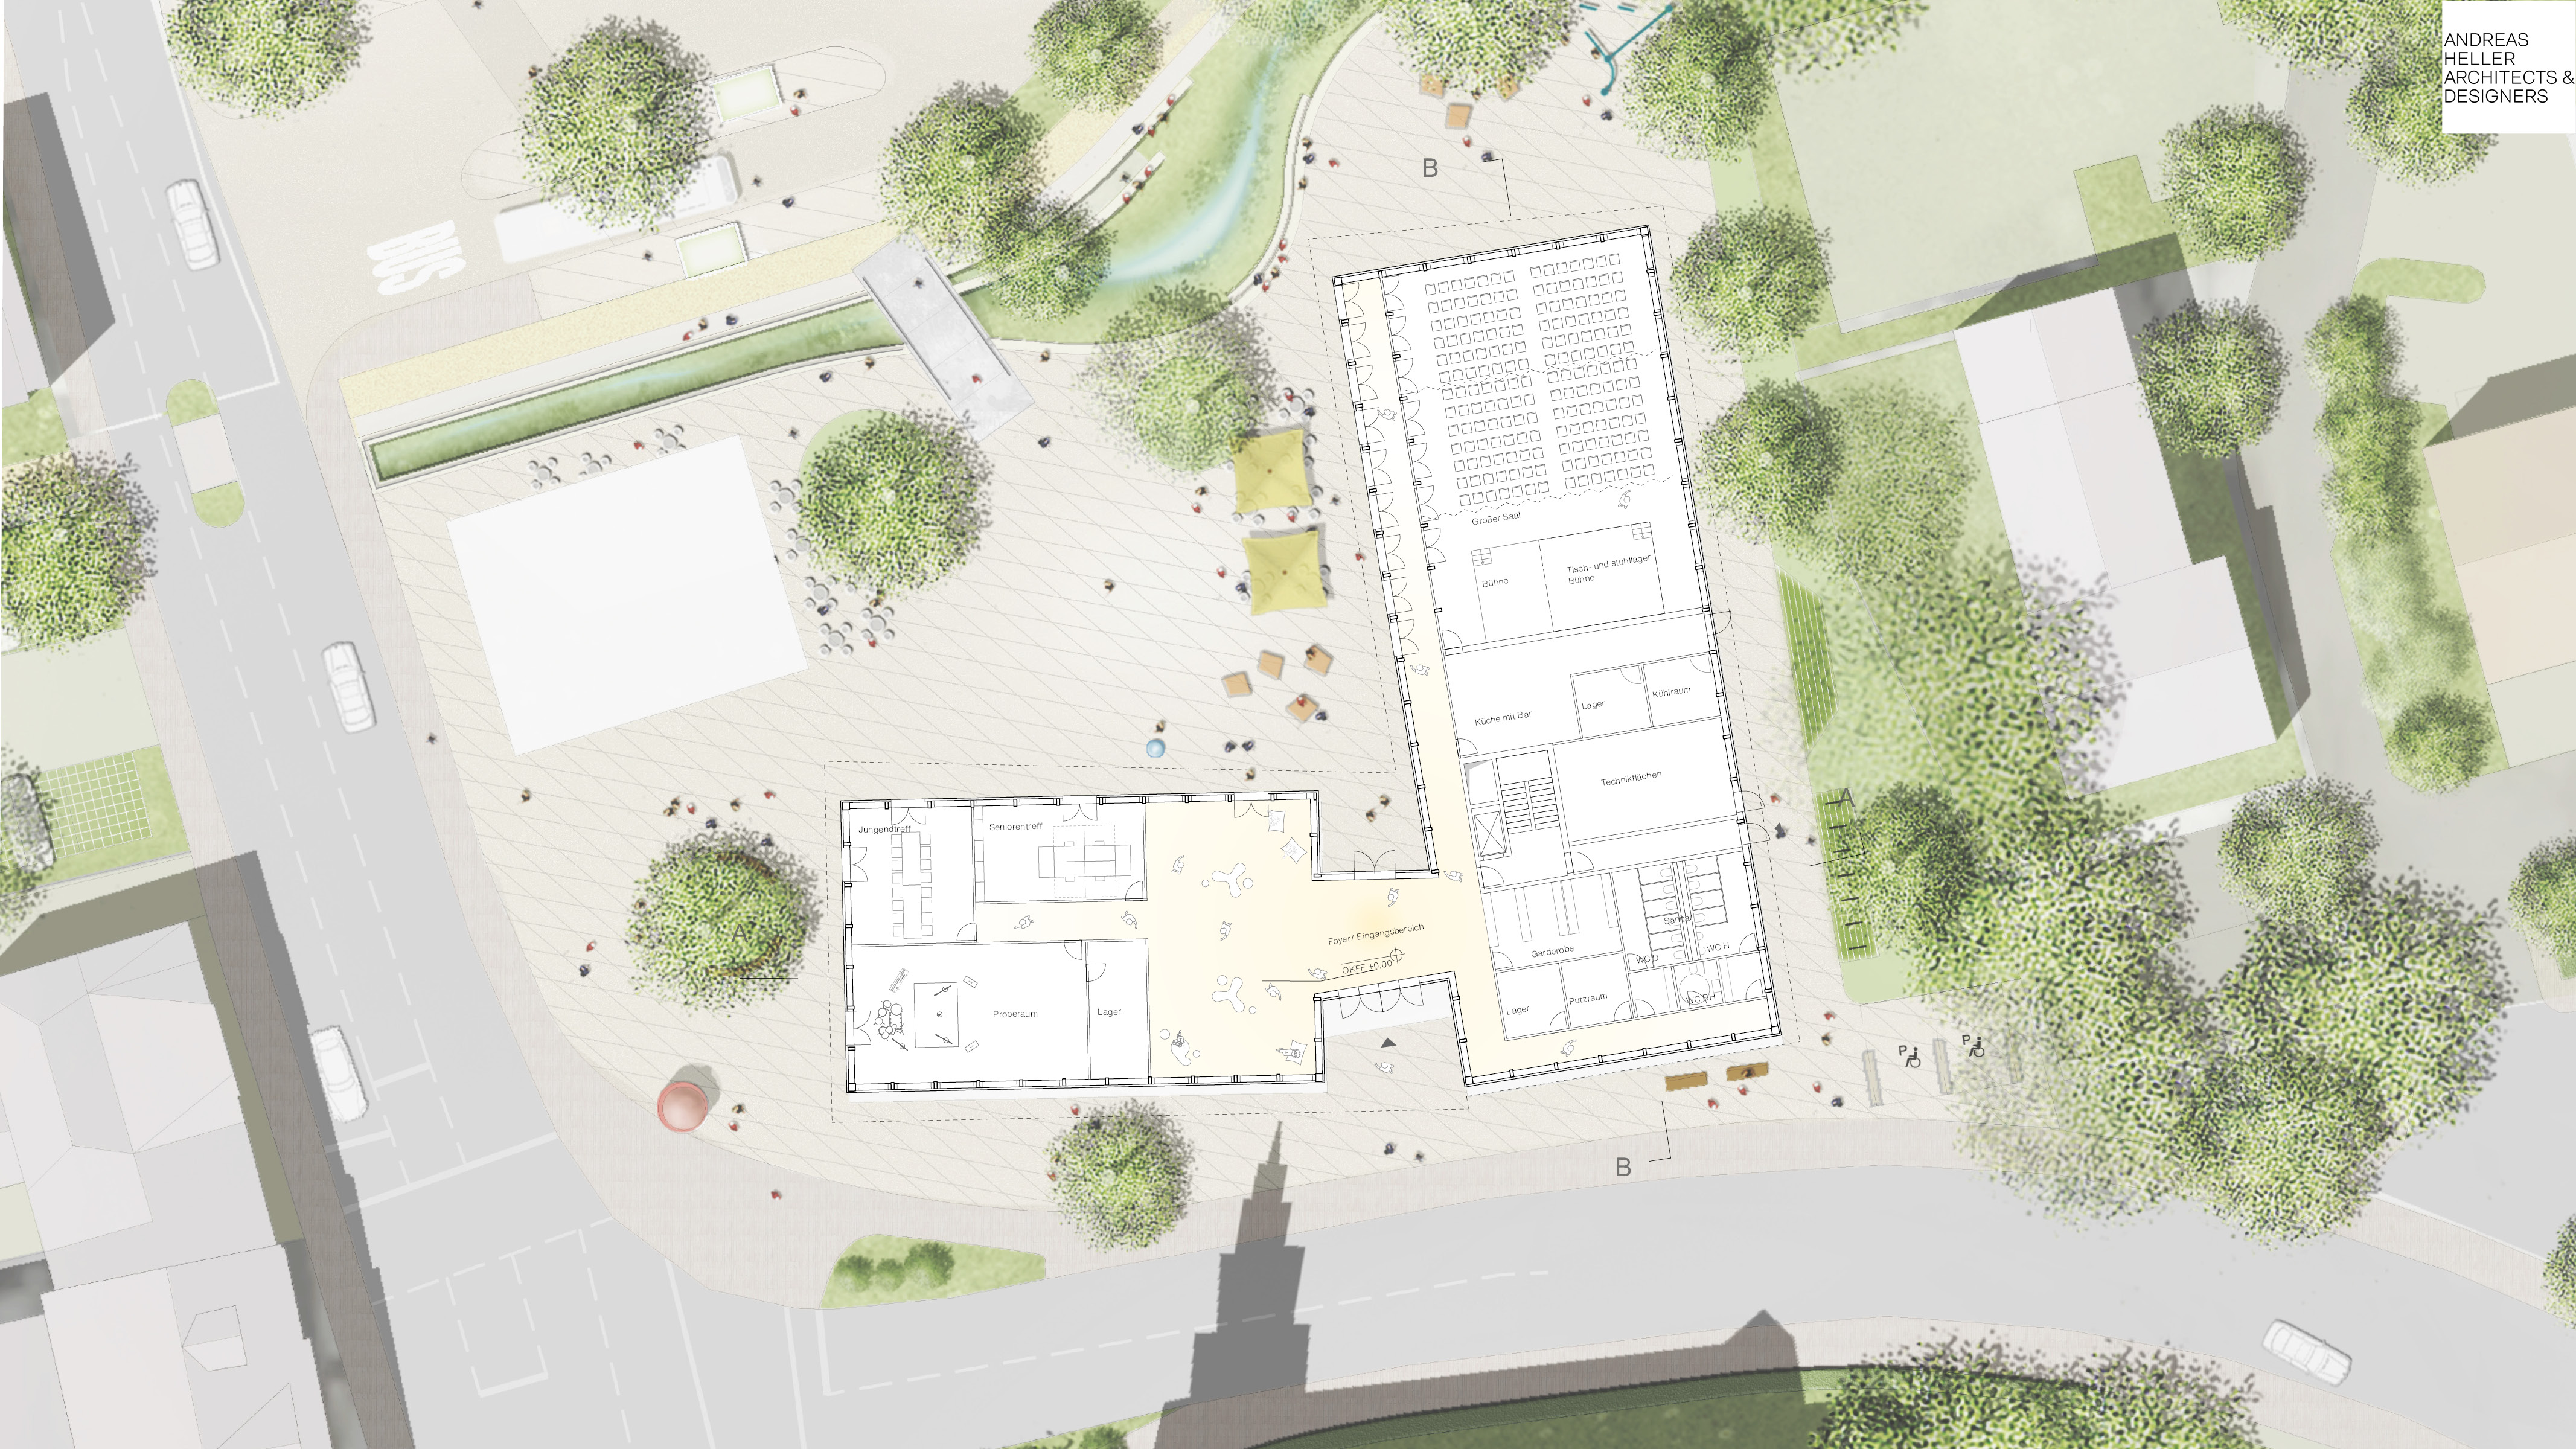 ANDREAS
HELLER
ARCHITECTS &
DESIGNERS
B
BUS
Großer Saal
Bühne
Tisch- und stuhllager
Bühne
Küche mit Bar
Lager
Kühlraum
Technikflächen
A
Jungendtreff
Seniorentreff
A
Foyer/ Eingangsbereich
OKFF ±0.00
Garderobe
Sanitär
WC D
WC H
Proberaum
Lager
Lager
Putzraum
WC BH
P
P
B